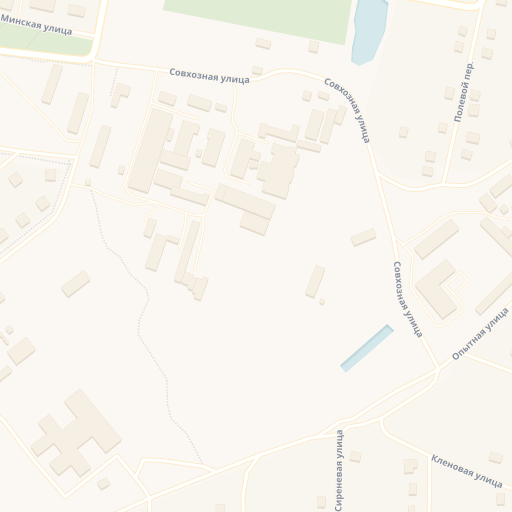 Минская улица
Совхозная улица
Совхозная улица
Полевой пер.
Совхозная улица
Опытная улица
Сиреневая улица
Кленовая улица